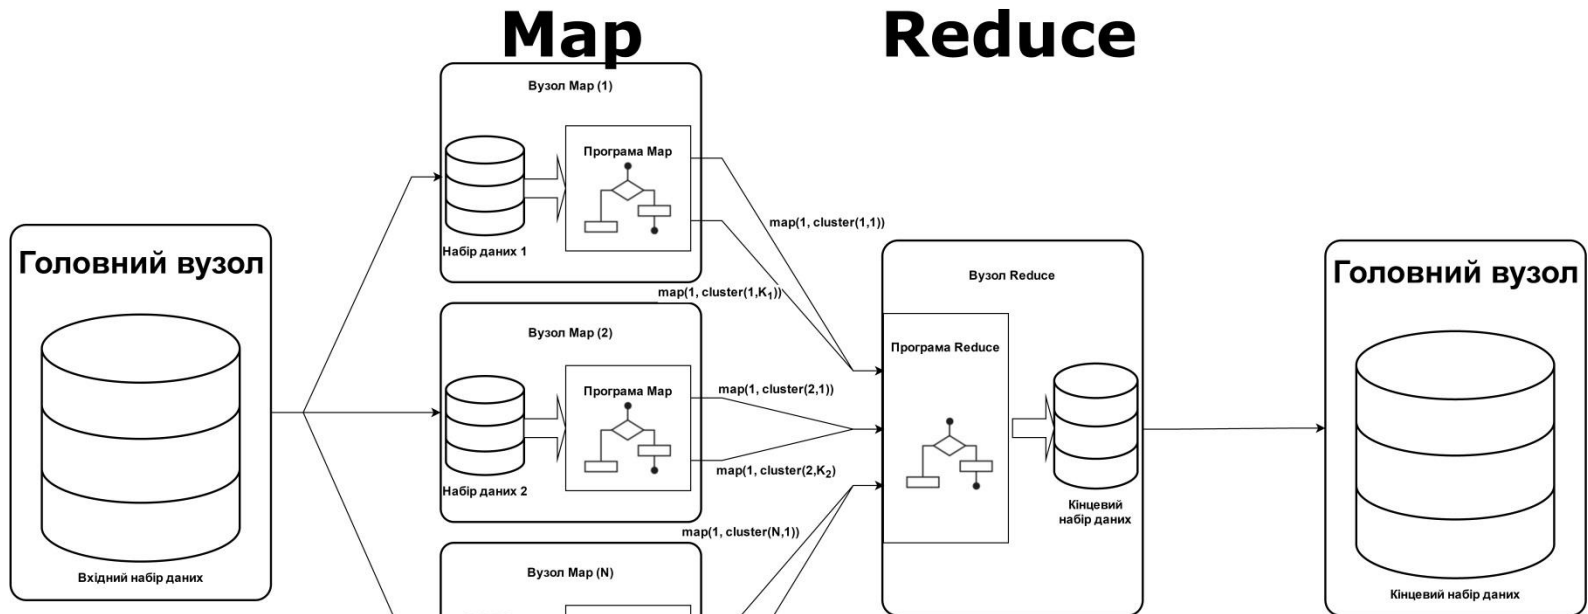 Map
Reduce
Вузол Map (1)
Програма Map
Набір даних 1
map(1, cluster(1,1))
map(1, cluster(1,K₁))
Головний вузол
Вхідний набір даних
Вузол Map (2)
Програма Map
Набір даних 2
map(1, cluster(2,1))
map(1, cluster(2,K₂)
map(1, cluster(N,1))
Вузол Map (N)
Вузол Reduce
Програма Reduce
Кінцевий
набір даних
Головний вузол
Кінцевий набір даних